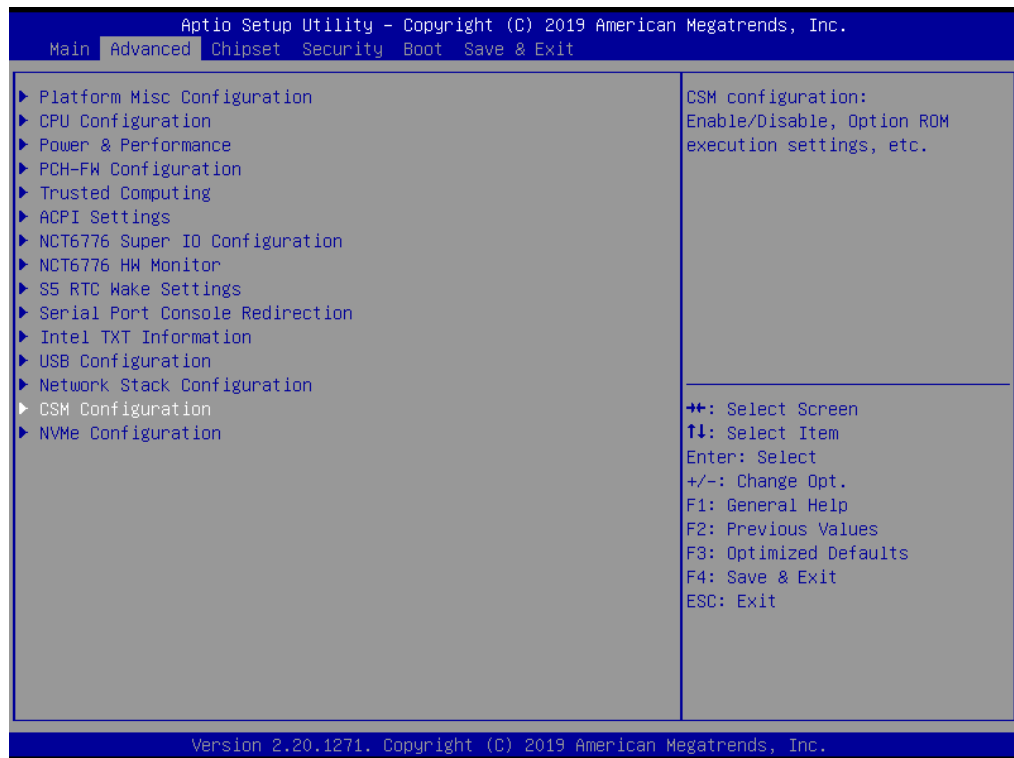 Aptio Setup Utility – Copyright (C) 2019 American Megatrends, Inc.
Main Advanced Chipset Security Boot Save & Exit
▶ Platform Misc Configuration
▶ CPU Configuration
▶ Power & Performance
▶ PCH-FW Configuration
▶ Trusted Computing
▶ ACPI Settings
▶ NCT6776 Super IO Configuration
▶ NCT6776 HW Monitor
▶ S5 RTC Wake Settings
▶ Serial Port Console Redirection
▶ Intel TXT Information
▶ USB Configuration
▶ Network Stack Configuration
▶ CSM Configuration
▶ NVMe Configuration
CSM configuration:
Enable/Disable, Option ROM
execution settings, etc.
→←: Select Screen
↑↓: Select Item
Enter: Select
+/-: Change Opt.
F1: General Help
F2: Previous Values
F3: Optimized Defaults
F4: Save & Exit
ESC: Exit
Version 2.20.1271. Copyright (C) 2019 American Megatrends, Inc.